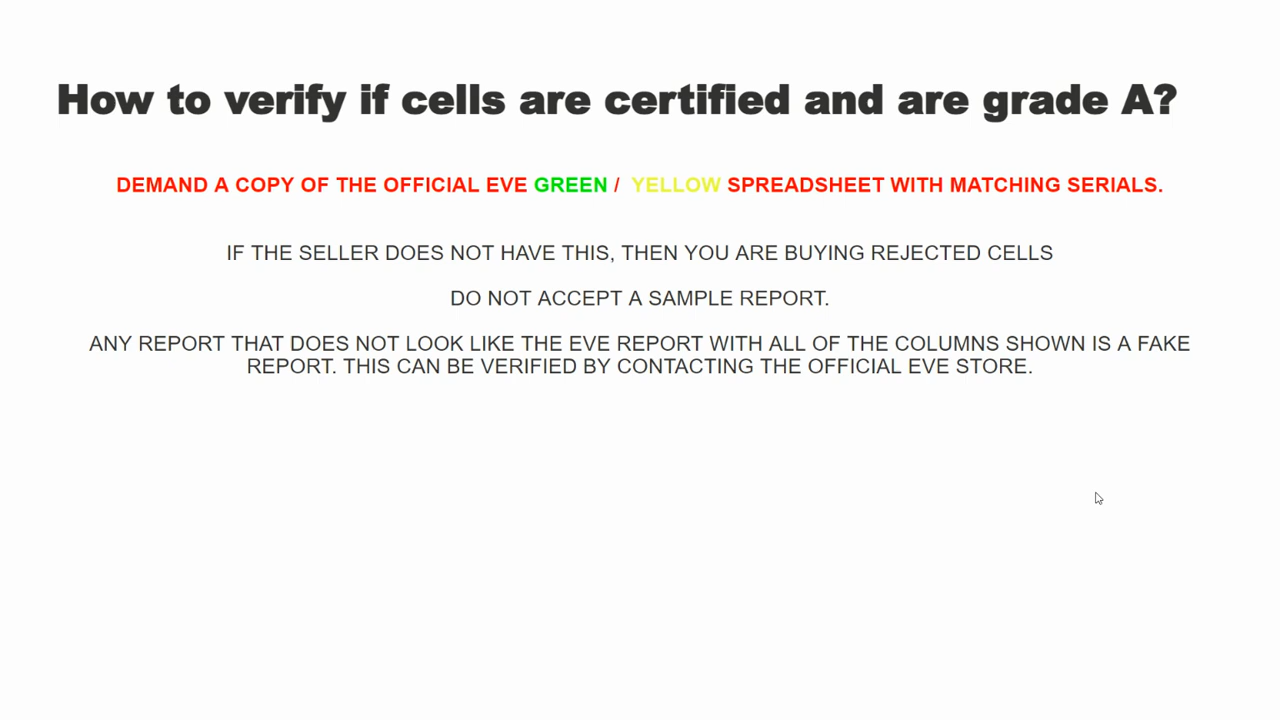 How to verify if cells are certified and are grade A?
DEMAND A COPY OF THE OFFICIAL EVE GREEN / YELLOW SPREADSHEET WITH MATCHING SERIALS.
IF THE SELLER DOES NOT HAVE THIS, THEN YOU ARE BUYING REJECTED CELLS
DO NOT ACCEPT A SAMPLE REPORT.
ANY REPORT THAT DOES NOT LOOK LIKE THE EVE REPORT WITH ALL OF THE COLUMNS SHOWN IS A FAKE
REPORT. THIS CAN BE VERIFIED BY CONTACTING THE OFFICIAL EVE STORE.